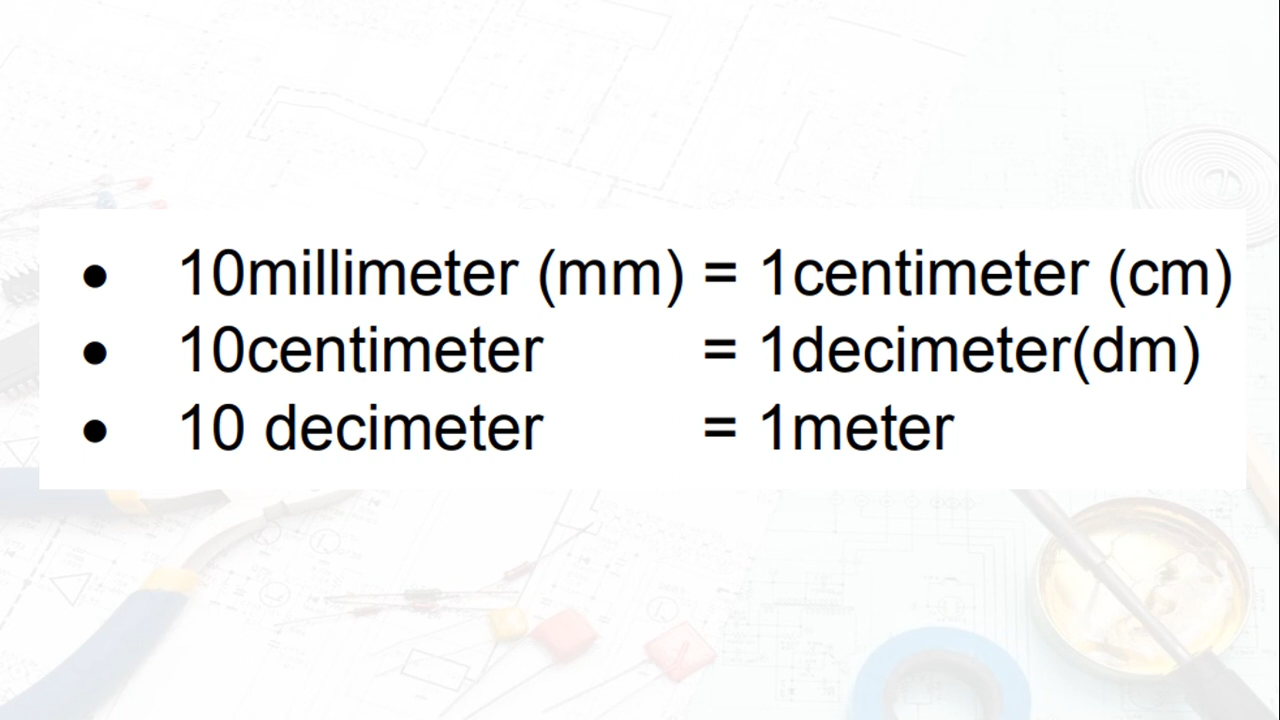 • 10millimeter (mm) = 1centimeter (cm)
• 10centimeter = 1decimeter(dm)
• 10 decimeter = 1meter